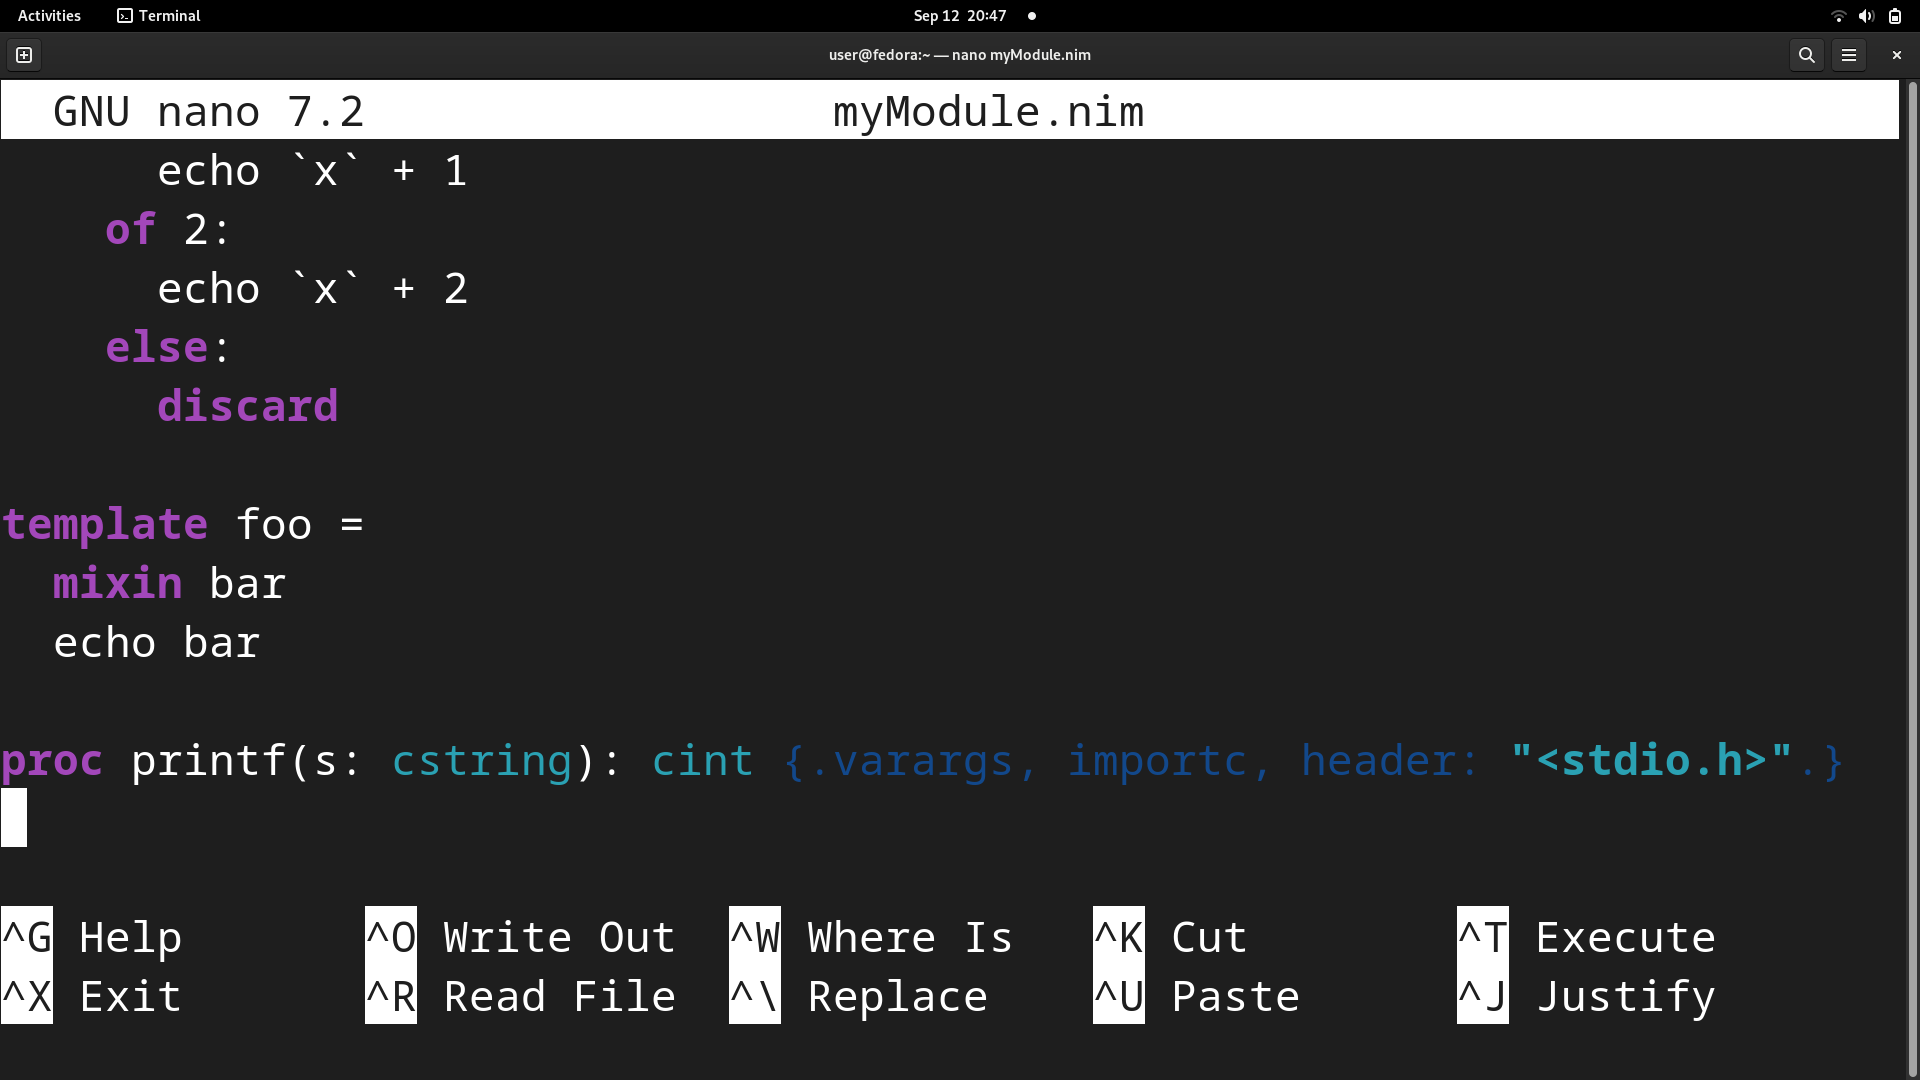 Activities Terminal Sep 12 20:47
user@fedora:~ — nano myModule.nim
GNU nano 7.2 myModule.nim
      echo `x` + 1
    of 2:
      echo `x` + 2
    else:
      discard
template foo =
  mixin bar
  echo bar
proc printf(s: cstring): cint {.varargs, importc, header: "<stdio.h>".}
^G Help ^O Write Out ^W Where Is ^K Cut ^T Execute
^X Exit ^R Read File ^\ Replace ^U Paste ^J Justify